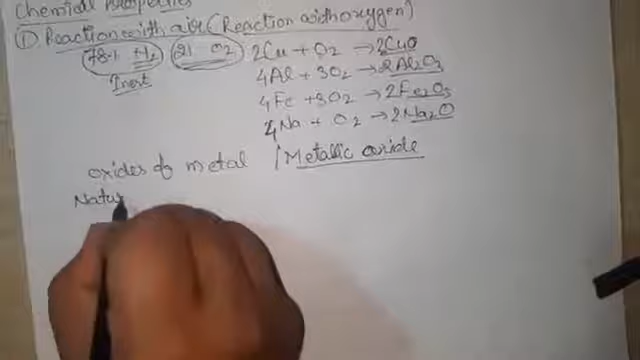 Chemical Properties
① Reaction with air (Reaction with oxygen)
78% N₂ 21 O₂ 2Cu + O₂ → 2CuO
Inert 4Al + 3O₂ → 2Al₂O₃
4Fe + 3O₂ → 2Fe₂O₃
4Na + O₂ → 2Na₂O
oxides of metal / Metallic oxide
Natu